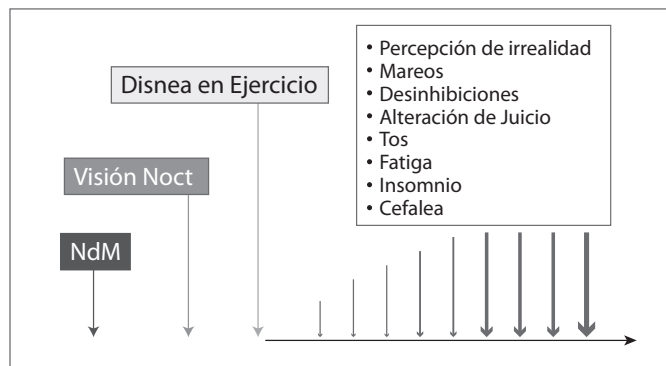 Disnea en Ejercicio
Visión Noct
NdM
• Percepción de irrealidad
• Mareos
• Desinhibiciones
• Alteración de Juicio
• Tos
• Fatiga
• Insomnio
• Cefalea